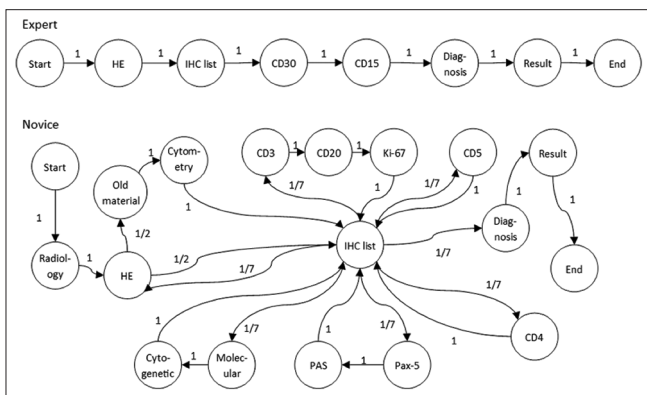 Expert
Start
1
HE
1
IHC list
1
CD30
1
CD15
1
Diag-
nosis
1
Result
1
End
Novice
Start
1
Radiol-
ogy
1
HE
1/2
Old
material
1
Cytom-
etry
1
1/2
1/7
CD3
1
CD20
1
Ki-67
1/7
1
CD5
1/7
1
IHC list
1/7
Diag-
nosis
1
Result
1
End
1
1/7
Cyto-
genetic
1
Molec-
ular
1
1/7
PAS
1
Pax-5
1/7
1
CD4